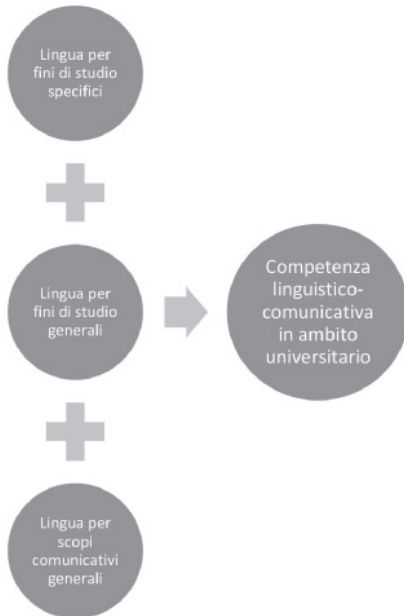 Lingua per
fini di studio
specifici
Lingua per
fini di studio
generali
Lingua per
scopi
comunicativi
generali
Competenza
linguistico-
comunicativa
in ambito
universitario